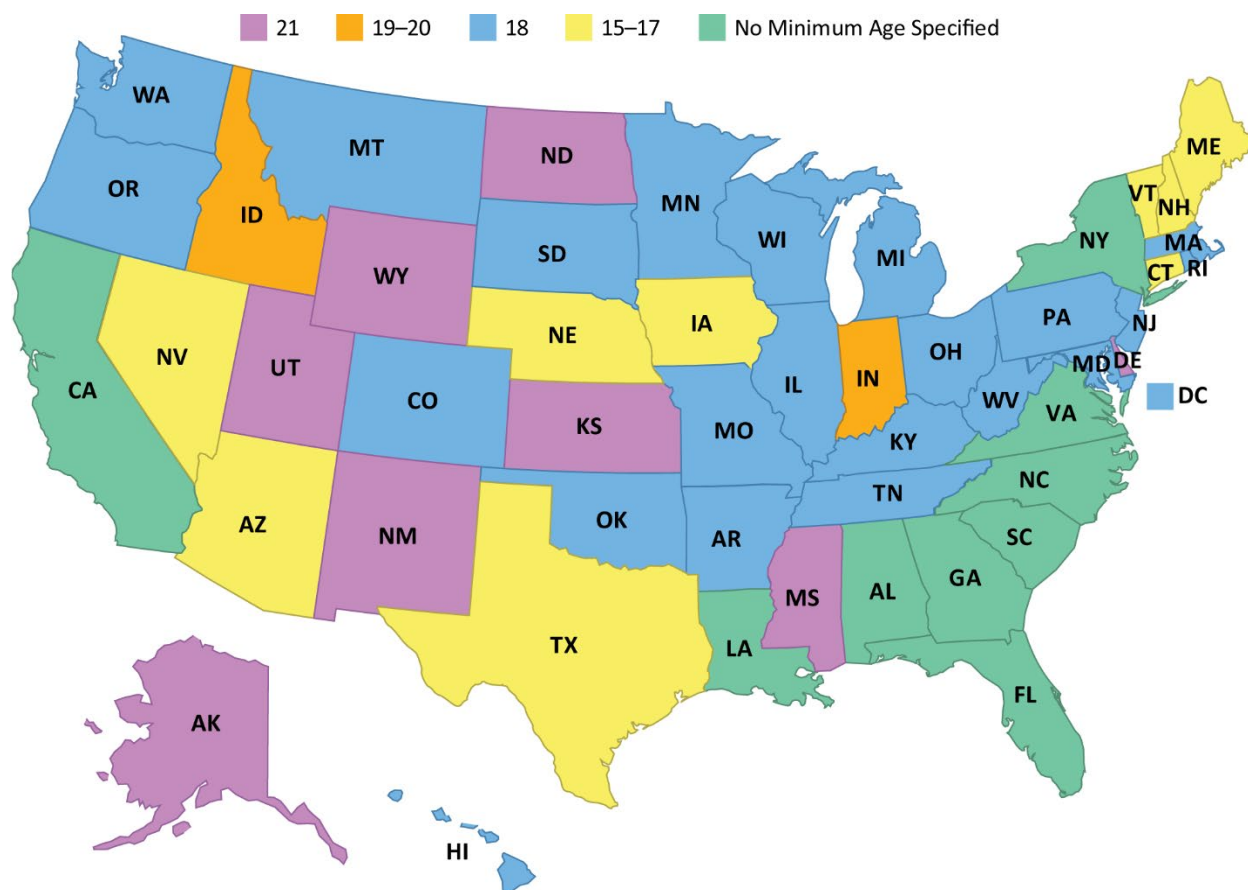 21 19–20 18 15–17 No Minimum Age Specified
WA
MT
ND
ME
OR
ID
MN
VT
NH
NY
WI
MA
SD
MI
RI
WY
CT
PA
NJ
IA
NE
OH
NV
UT
IN
MD
DE
CA
IL
CO
WV
DC
VA
KS
MO
KY
NC
TN
AZ
OK
NM
AR
SC
GA
MS
AL
TX
LA
FL
AK
HI